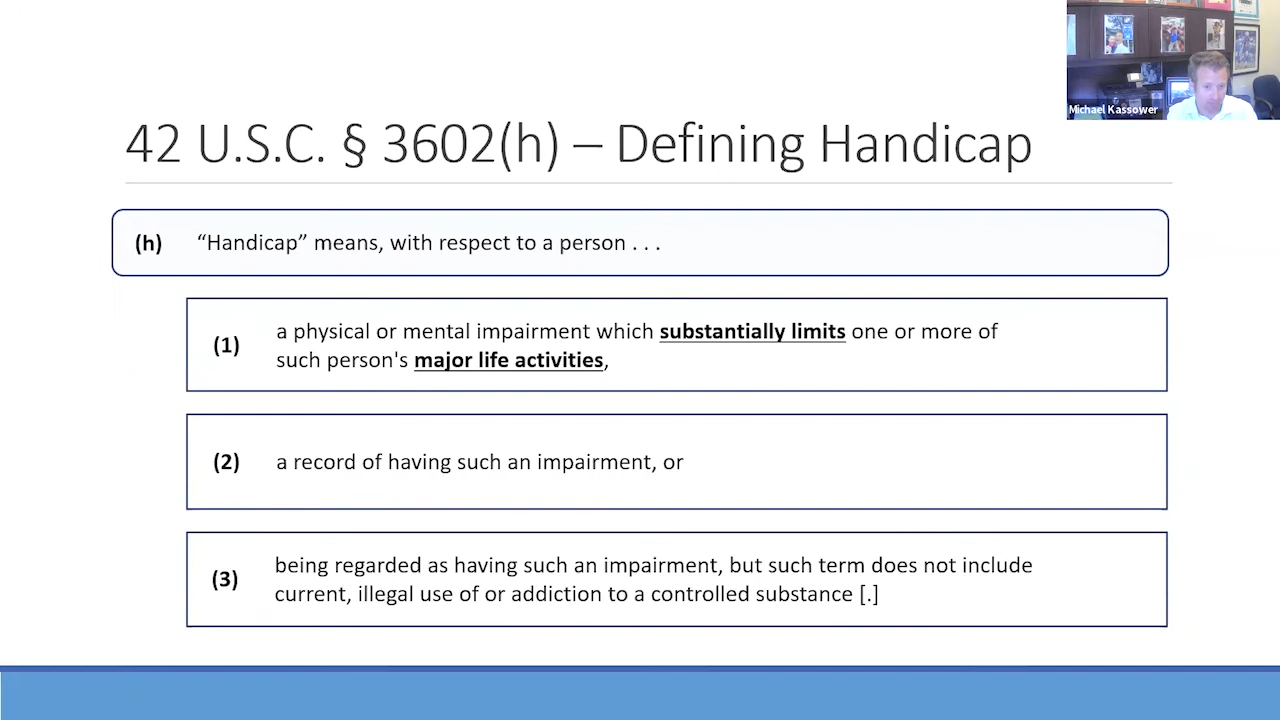 Michael Kassower
42 U.S.C. § 3602(h) – Defining Handicap
(h) “Handicap” means, with respect to a person . . .
(1) a physical or mental impairment which substantially limits one or more of
such person's major life activities,
(2) a record of having such an impairment, or
(3) being regarded as having such an impairment, but such term does not include
current, illegal use of or addiction to a controlled substance [.]